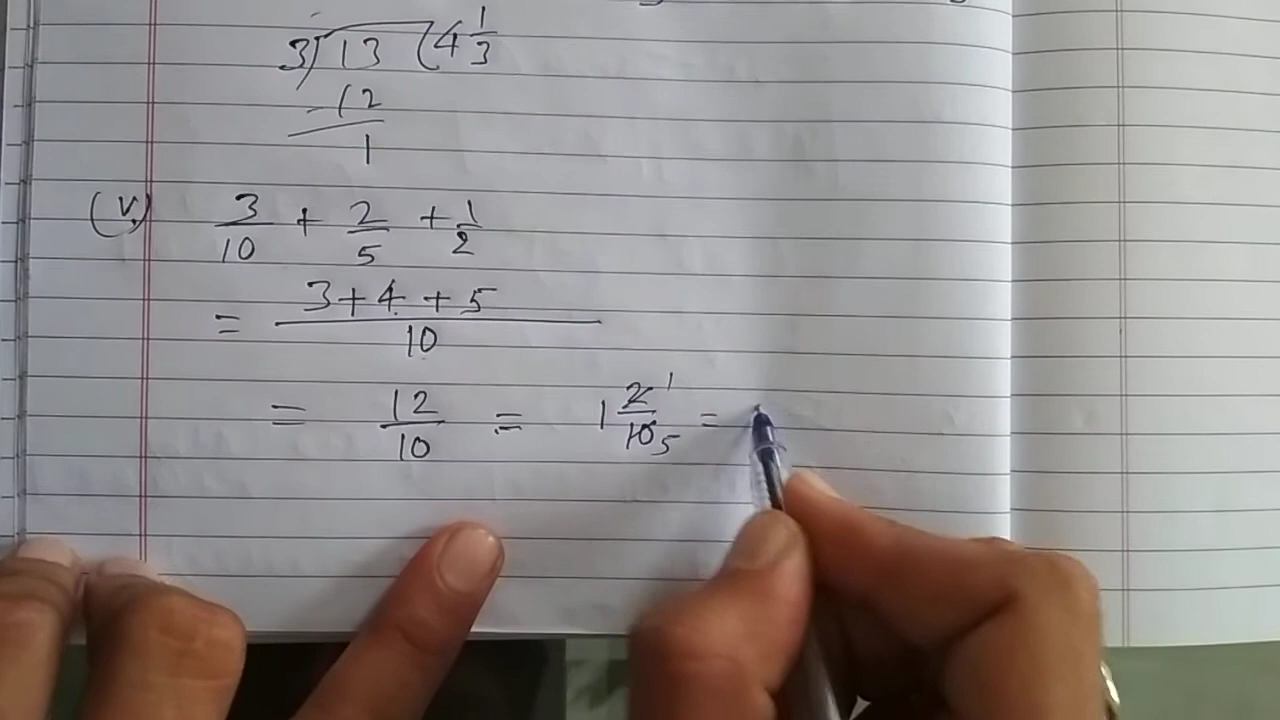 3) 13 (4 1/3
- 12
1
(v.) 3/10 + 2/5 + 1/2
= 3+4+5/10
= 12/10 = 1 2/10 1 5 =